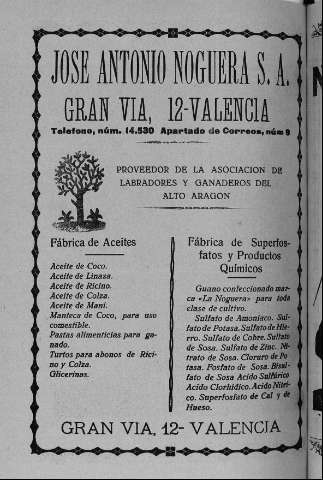 JOSE ANTONIO NOGUERA S. A.
GRAN VIA, 12-VALENCIA
Telefono, núm. 14.530 Apartado de Correos, núm 9
PROVEEDOR DE LA ASOCIACION DE
LABRADORES Y GANADEROS DEL
ALTO ARAGON
Fábrica de Aceites
Aceite de Coco.
Aceite de Linaza.
Aceite de Ricino.
Aceite de Colza.
Aceite de Maní.
Manteca de Coco, para uso
comestible.
Pastas alimenticias para ga-
nado.
Turtos para abonos de Rici-
no y Colza.
Glicerinas.
Fábrica de Superfos-
fatos y Productos
Químicos
Guano confeccionado mar-
ca «La Noguera» para toda
clase de cultivo.
Sulfato de Amoniaco. Sul-
fato de Potasa. Sulfato de Hie-
rro. Sulfato de Cobre. Sulfato
de Sosa. Sulfato de Zinc. Ni-
trato de Sosa. Cloruro de Po-
tasa. Fosfato de Sosa. Bisul-
fato de Sosa Acido Sulfúrico
Acido Clorhídico. Acido Nítri-
co. Superfosfato de Cal y de
Hueso.
GRAN VIA, 12- VALENCIA